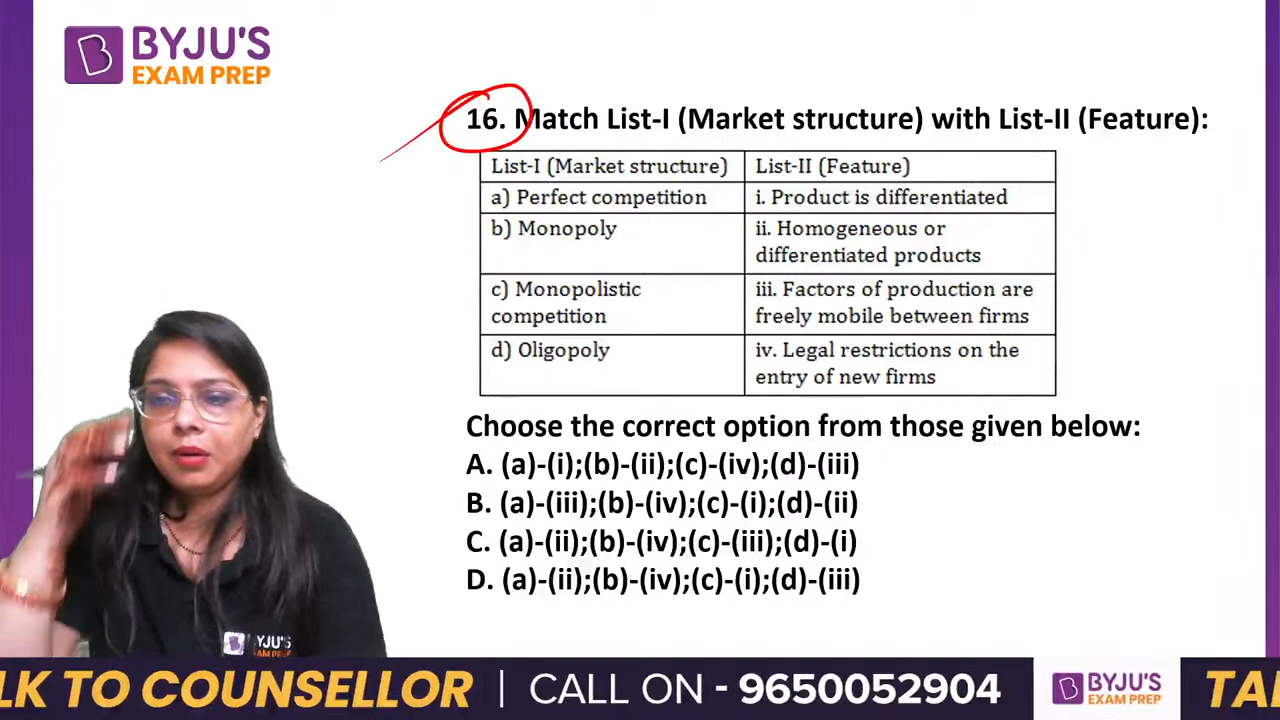 BYJU'S
EXAM PREP
16. Match List-I (Market structure) with List-II (Feature):
List-I (Market structure) List-II (Feature)
a) Perfect competition i. Product is differentiated
b) Monopoly ii. Homogeneous or
differentiated products
c) Monopolistic iii. Factors of production are
competition freely mobile between firms
d) Oligopoly iv. Legal restrictions on the
entry of new firms
Choose the correct option from those given below:
A. (a)-(i);(b)-(ii);(c)-(iv);(d)-(iii)
B. (a)-(iii);(b)-(iv);(c)-(i);(d)-(ii)
C. (a)-(ii);(b)-(iv);(c)-(iii);(d)-(i)
D. (a)-(ii);(b)-(iv);(c)-(i);(d)-(iii)
BYJU'S
EXAM PREP
LK TO COUNSELLOR | CALL ON - 9650052904
BYJU'S
EXAM PREP
TA